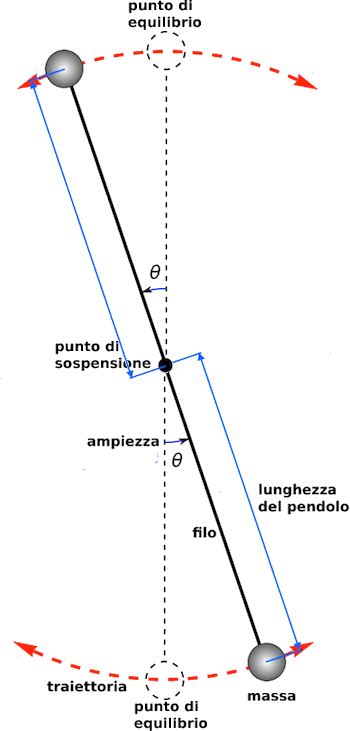 punto di
equilibrio
θ
punto di
sospensione
ampiezza
θ
lunghezza
del pendolo
filo
traiettoria
massa
punto di
equilibrio